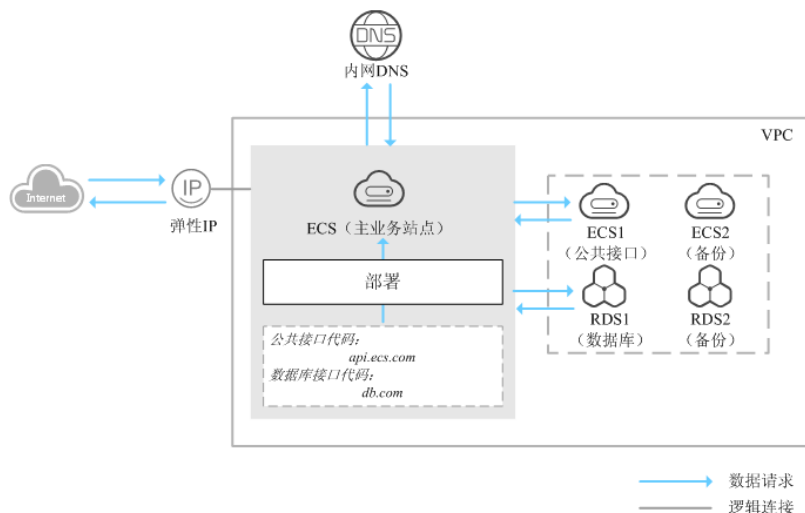 DNS
内网DNS
VPC
Internet
IP
弹性IP
ECS（主业务站点）
部署
公共接口代码：
api.ecs.com
数据库接口代码：
db.com
ECS1
（公共接口）
ECS2
（备份）
RDS1
（数据库）
RDS2
（备份）
数据请求
逻辑连接